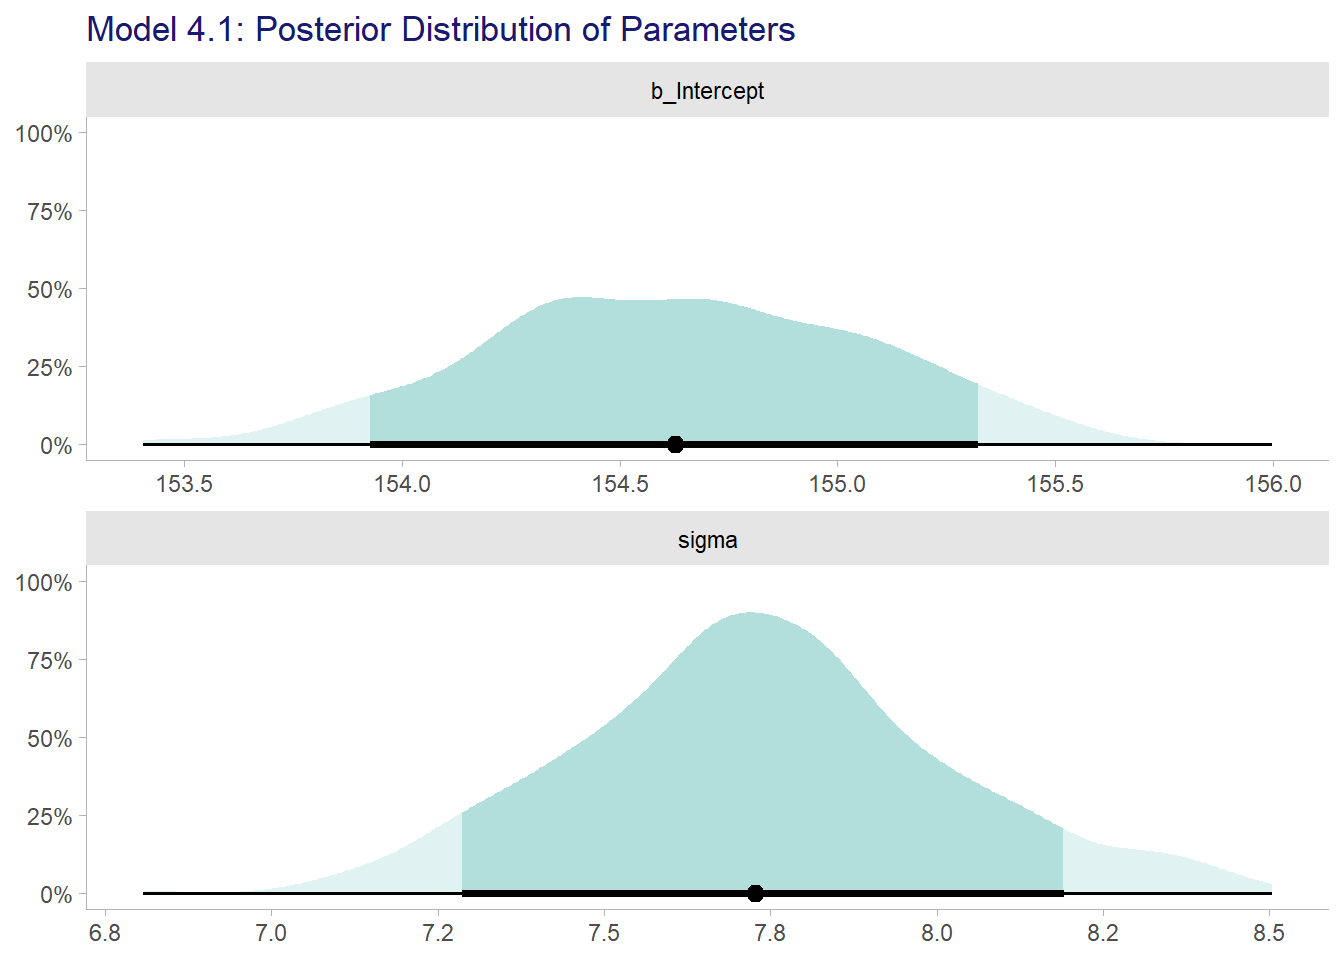 Model 4.1: Posterior Distribution of Parameters
b_Intercept
100%
75%
50%
25%
0%
153.5 154.0 154.5 155.0 155.5 156.0
sigma
100%
75%
50%
25%
0%
6.8 7.0 7.2 7.5 7.8 8.0 8.2 8.5